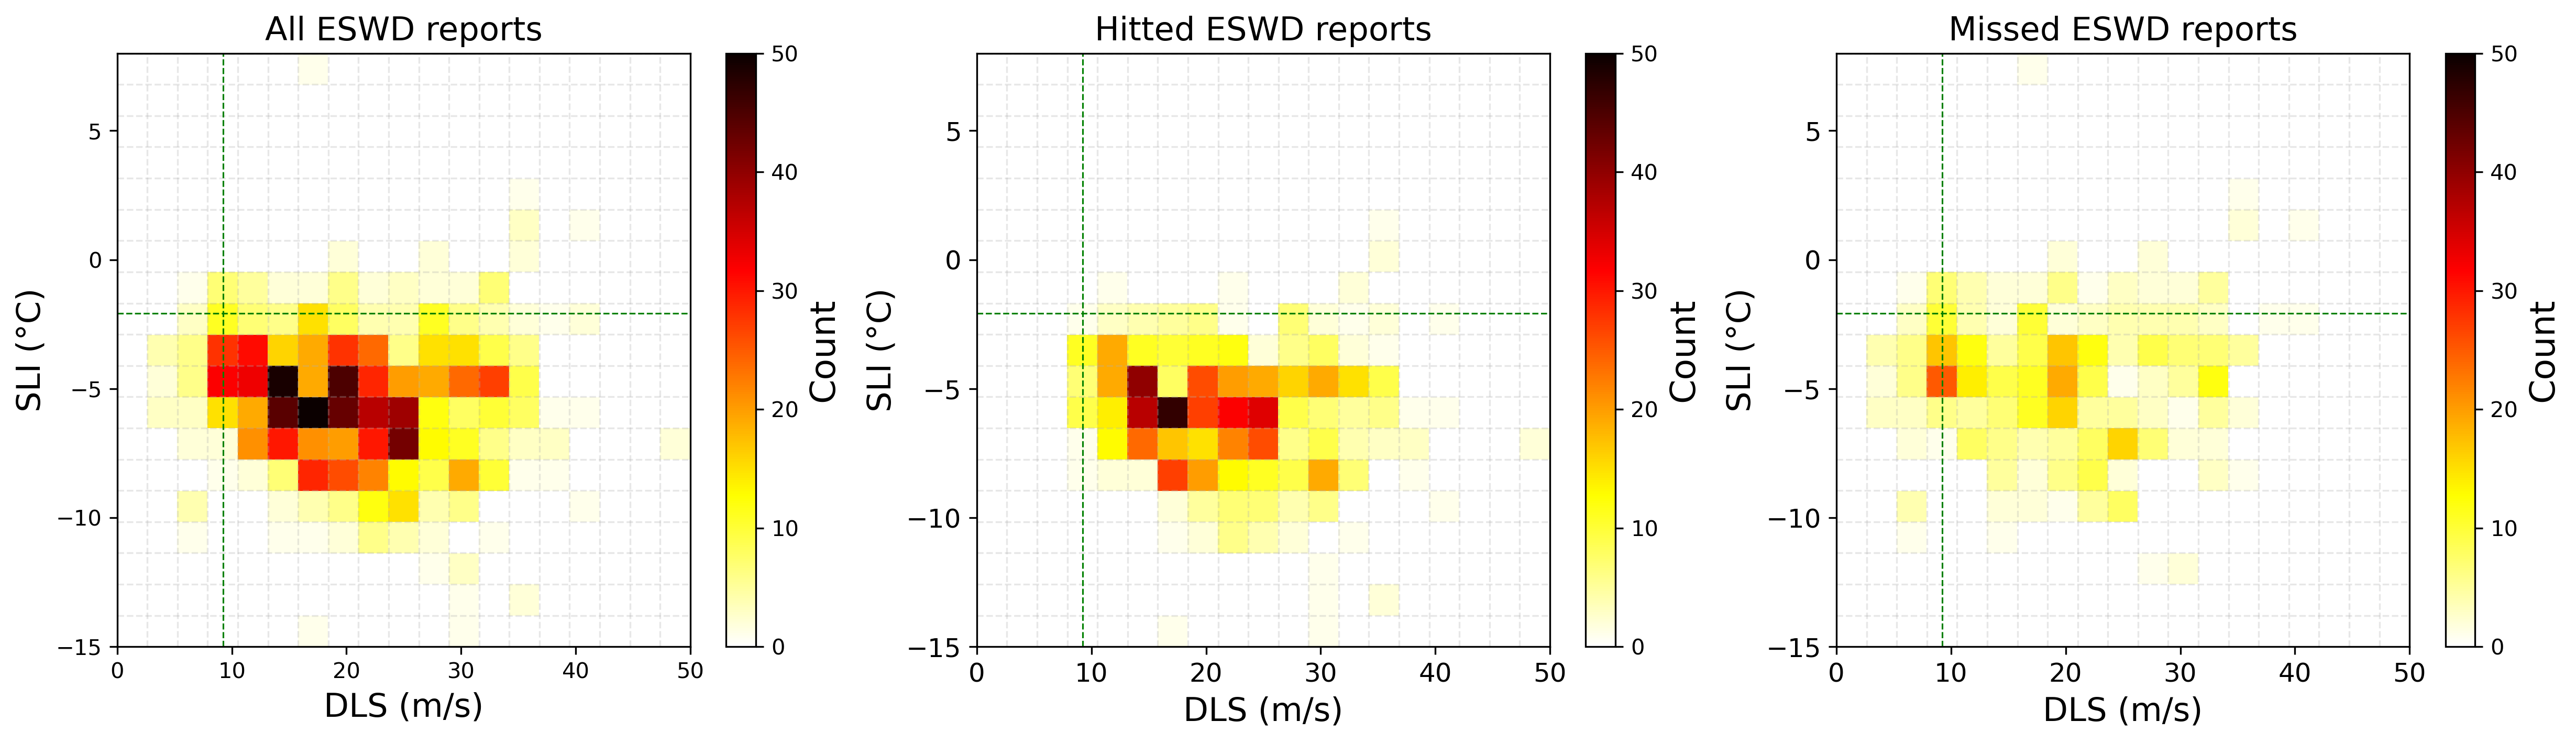 All ESWD reports
SLI (°C)
5
0
−5
−10
−15
0 10 20 30 40 50
DLS (m/s)
50
40
30
20
10
0
Count
Hitted ESWD reports
SLI (°C)
5
0
−5
−10
−15
0 10 20 30 40 50
DLS (m/s)
50
40
30
20
10
0
Count
Missed ESWD reports
SLI (°C)
5
0
−5
−10
−15
0 10 20 30 40 50
DLS (m/s)
50
40
30
20
10
0
Count